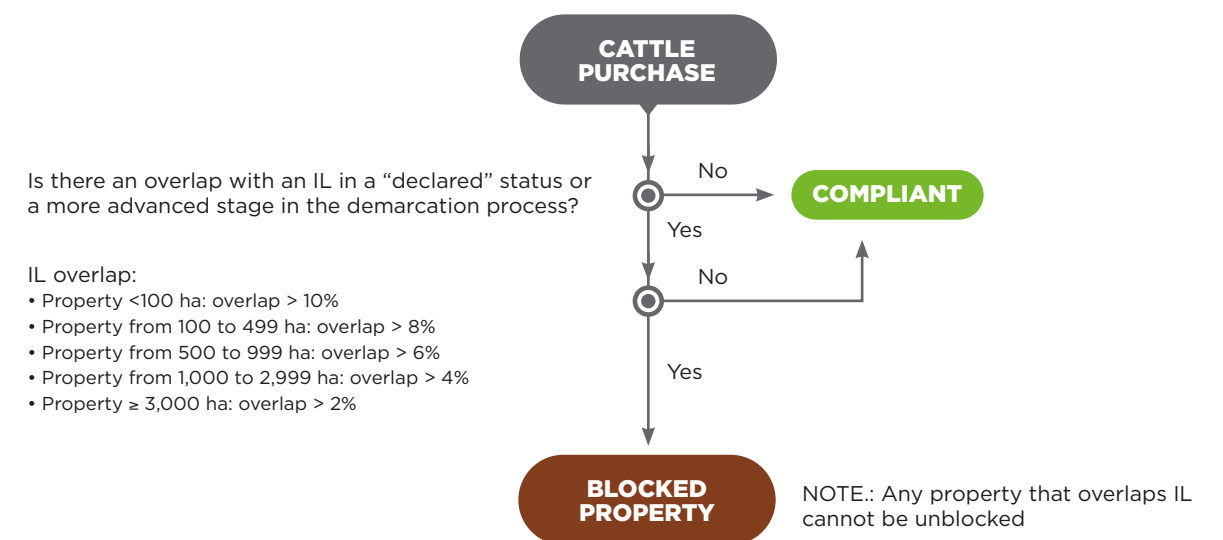 CATTLE
PURCHASE
Is there an overlap with an IL in a “declared” status or
a more advanced stage in the demarcation process?
No
COMPLIANT
Yes
IL overlap:
• Property <100 ha: overlap > 10%
• Property from 100 to 499 ha: overlap > 8%
• Property from 500 to 999 ha: overlap > 6%
• Property from 1,000 to 2,999 ha: overlap > 4%
• Property ≥ 3,000 ha: overlap > 2%
No
Yes
BLOCKED
PROPERTY
NOTE.: Any property that overlaps IL
cannot be unblocked